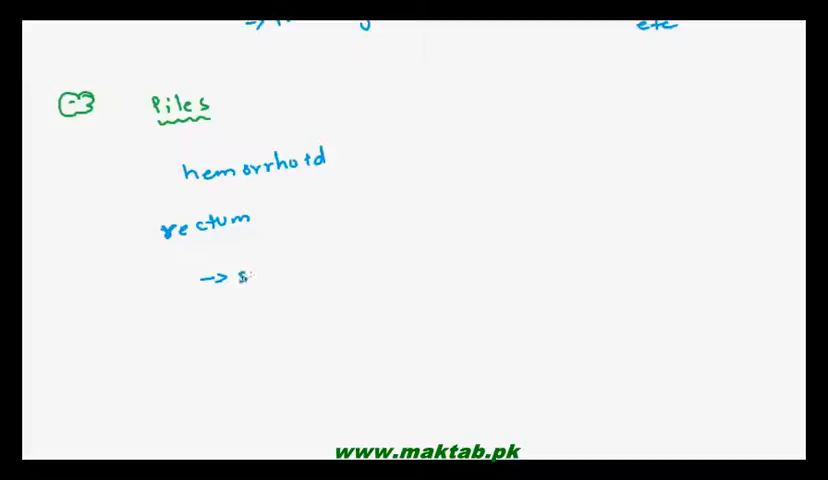 etc
Piles
hemorrhoid
rectum
→ s
www.maktab.pk